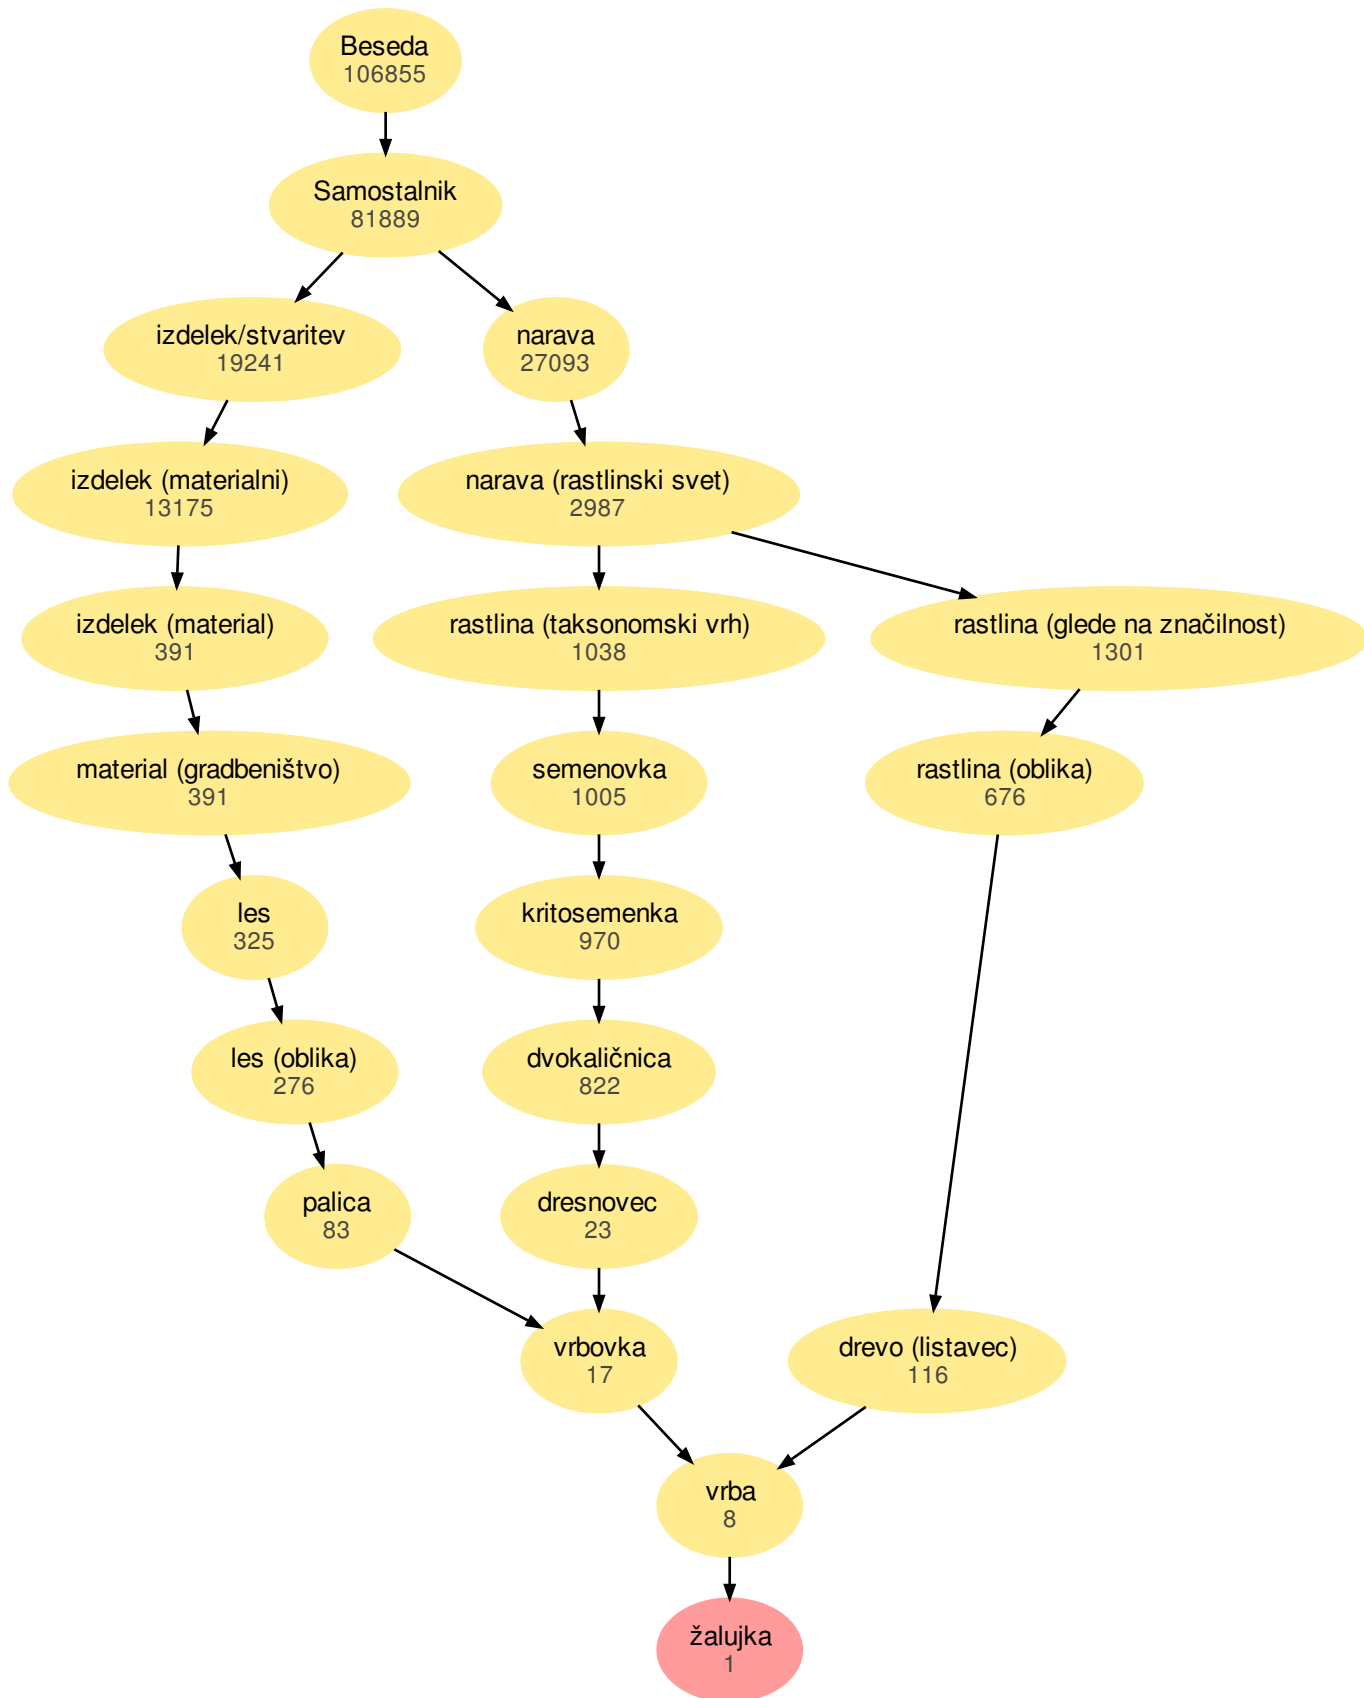 Beseda
106855
Samostalnik
81889
izdelek/stvaritev
19241
narava
27093
izdelek (materialni)
13175
narava (rastlinski svet)
2987
izdelek (material)
391
rastlina (taksonomski vrh)
1038
rastlina (glede na značilnost)
1301
material (gradbeništvo)
391
semenovka
1005
rastlina (oblika)
676
les
325
kritosemenka
970
les (oblika)
276
dvokaličnica
822
palica
83
dresnovec
23
vrbovka
17
drevo (listavec)
116
vrba
8
žalujka
1